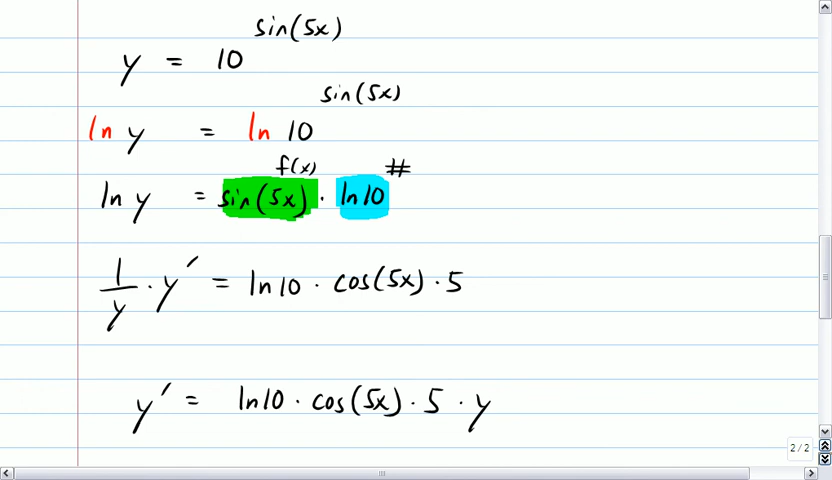 y = 10^sin(5x)
ln y = ln 10^sin(5x)
f(x) #
ln y = sin(5x) · ln10
1/y · y′ = ln10 · cos(5x) · 5
y′ = ln10 · cos(5x) · 5 · y
2/2